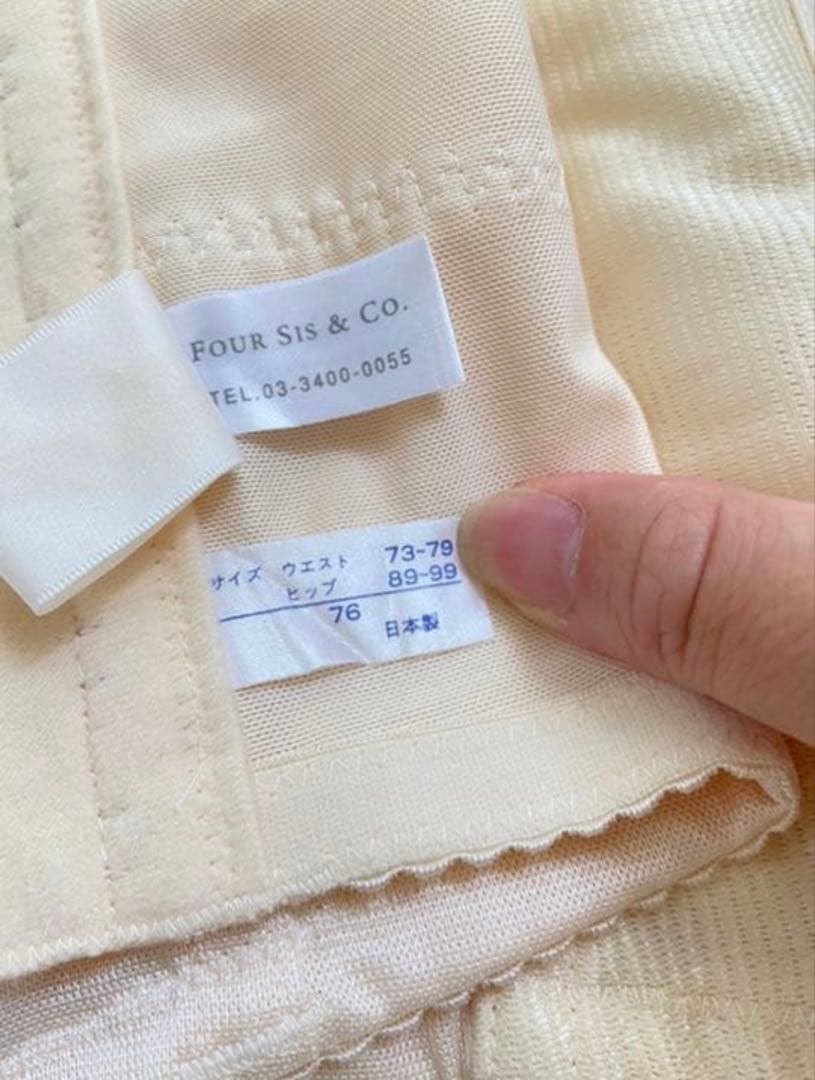 FOUR SIS & CO.
TEL.03-3400-0055
サイズ ウエスト 73-79
ヒップ 89-99
76 日本製